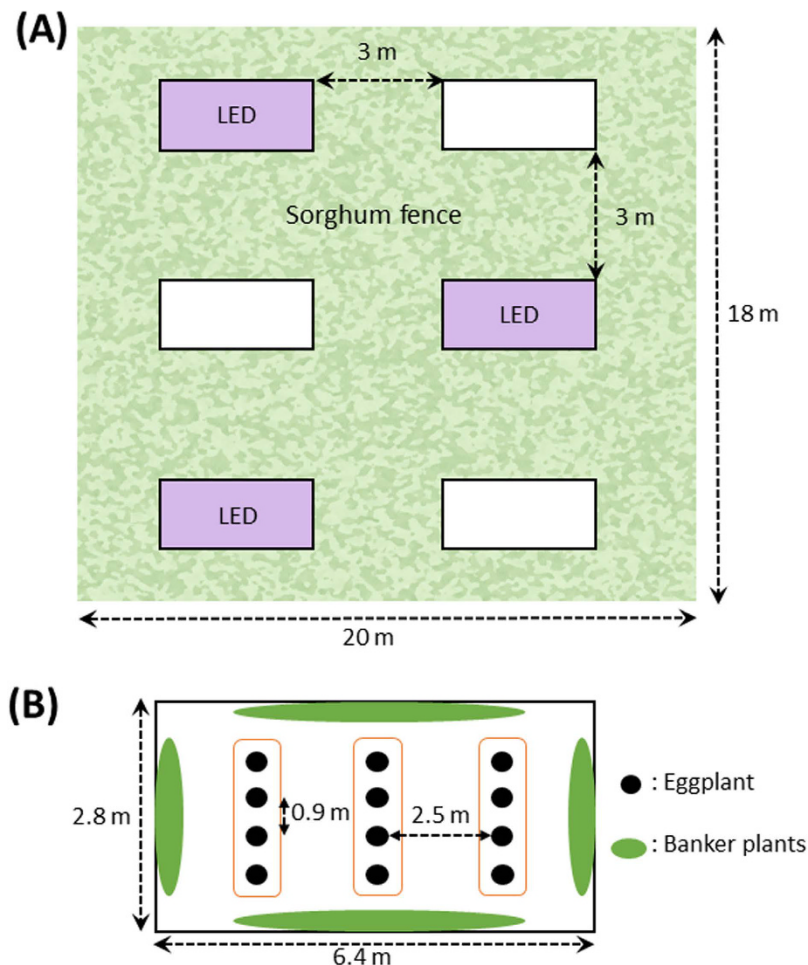 (A)
3 m
LED
Sorghum fence
3 m
LED
18 m
LED
20 m
(B)
2.8 m
0.9 m
2.5 m
: Eggplant
: Banker plants
6.4 m